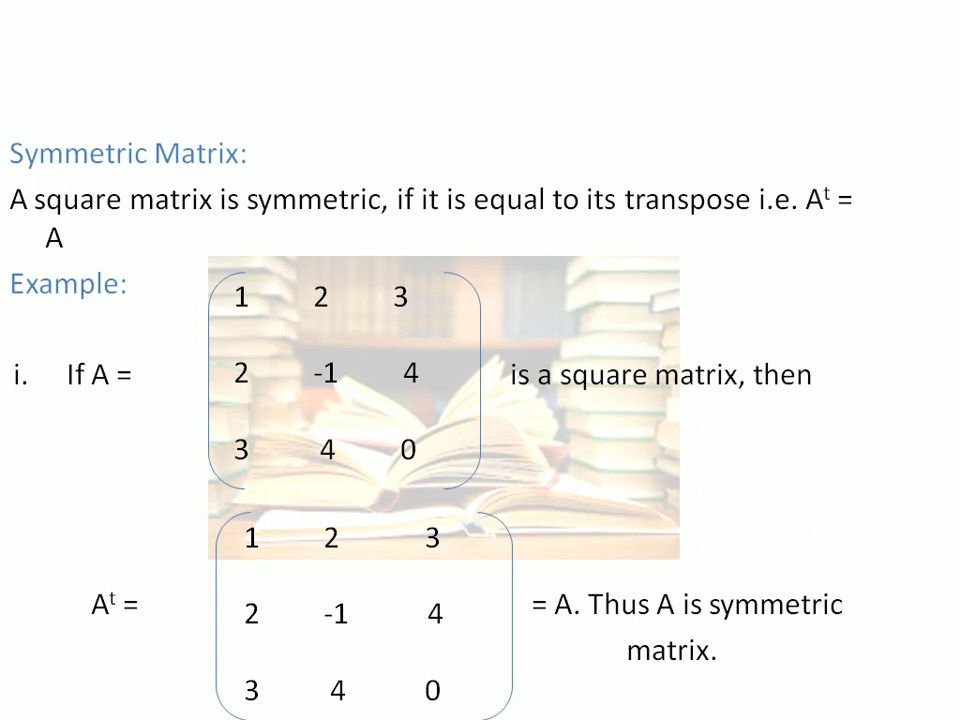 Symmetric Matrix:
A square matrix is symmetric, if it is equal to its transpose i.e. Aᵗ =
A
Example:
1 2 3
i. If A = 2 -1 4 is a square matrix, then
3 4 0
1 2 3
Aᵗ = = A. Thus A is symmetric
2 -1 4
matrix.
3 4 0